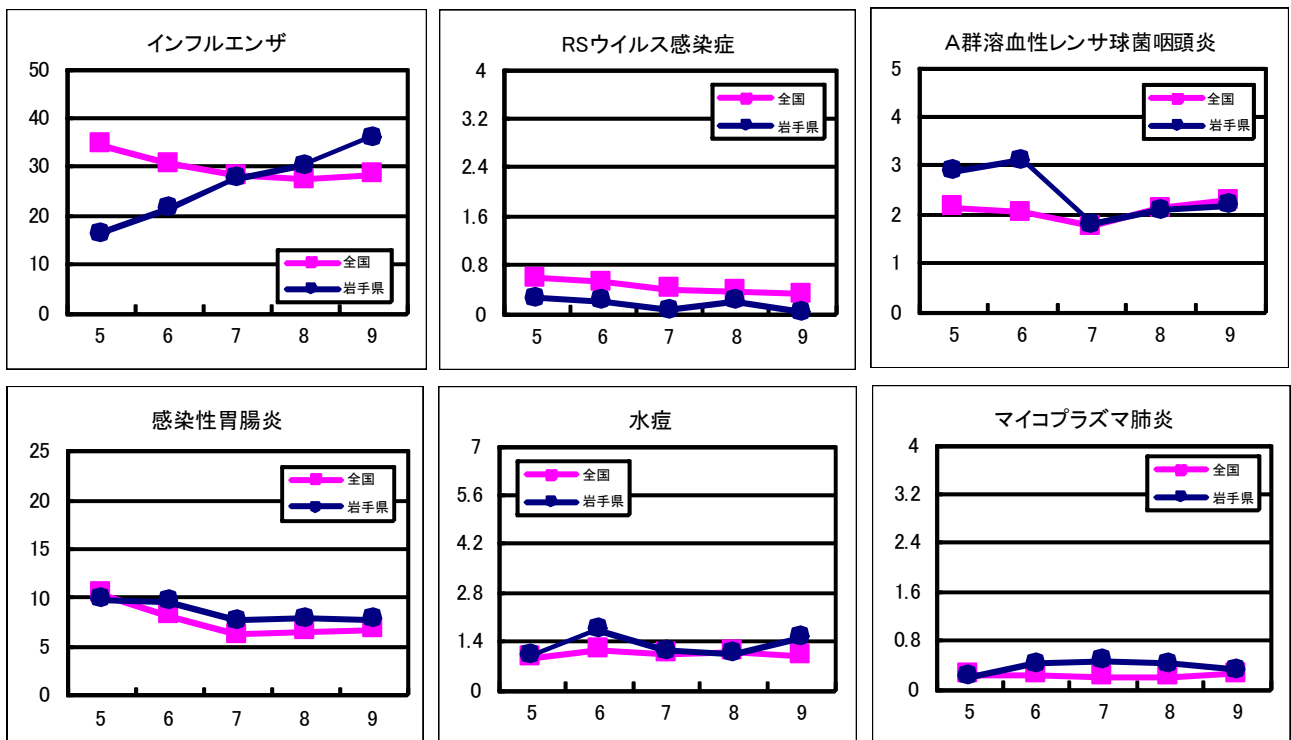 インフルエンザ
50
40
30
20
10
0
全国
岩手県
5 6 7 8 9
RSウイルス感染症
4
3.2
2.4
1.6
0.8
0
全国
岩手県
5 6 7 8 9
A群溶血性レンサ球菌咽頭炎
5
4
3
2
1
0
全国
岩手県
5 6 7 8 9
感染性胃腸炎
25
20
15
10
5
0
全国
岩手県
5 6 7 8 9
水痘
7
5.6
4.2
2.8
1.4
0
全国
岩手県
5 6 7 8 9
マイコプラズマ肺炎
4
3.2
2.4
1.6
0.8
0
全国
岩手県
5 6 7 8 9